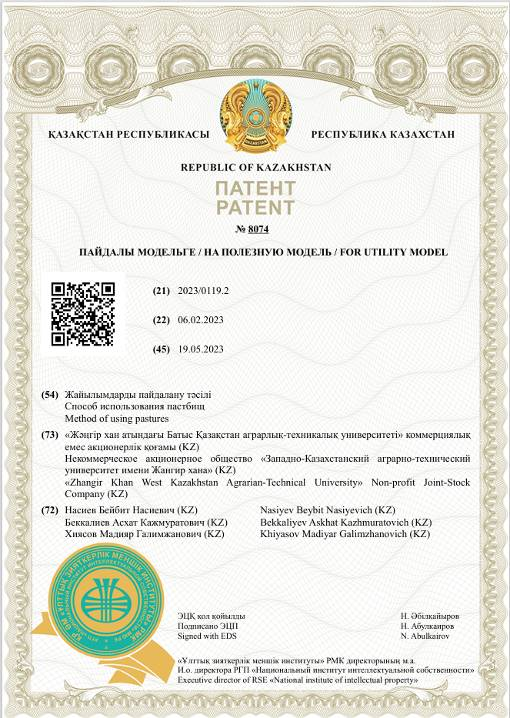 ҚАЗАҚСТАН РЕСПУБЛИКАСЫ
РЕСПУБЛИКА КАЗАХСТАН
REPUBLIC OF KAZAKHSTAN
ПАТЕНТ
PATENT
№ 8074
ПАЙДАЛЫ МОДЕЛЬГЕ / НА ПОЛЕЗНУЮ МОДЕЛЬ / FOR UTILITY MODEL
(21) 2023/0119.2
(22) 06.02.2023
(45) 19.05.2023
(54) Жайылымдарды пайдалану тәсілі
Способ использования пастбищ
Method of using pastures
(73) «Жәңгір хан атындағы Батыс Қазақстан аграрлық-техникалық университеті» коммерциялық
емес акционерлік қоғамы (KZ)
Некоммерческое акционерное общество «Западно-Казахстанский аграрно-технический
университет имени Жангир хана» (KZ)
«Zhangir Khan West Kazakhstan Agrarian-Technical University» Non-profit Joint-Stock
Company (KZ)
(72) Насиев Бейбит Насиевич (KZ) Nasiyev Beybit Nasiyevich (KZ)
Беккалиев Асхат Кажмуратович (KZ) Bekkaliyev Askhat Kazhmuratovich (KZ)
Хиясов Мадияр Галимжанович (KZ) Khiyasov Madiyar Galimzhanovich (KZ)
ЭЦҚ қол қойылды Н. Әбілқайыров
Подписано ЭЦП Н. Абулкаиров
Signed with EDS N. Abulkairov
«Ұлттық зияткерлік меншік институты» РМК директорының м.а.
И.о. директора РГП «Национальный институт интеллектуальной собственности»
Executive director of RSE «National institute of intellectual property»